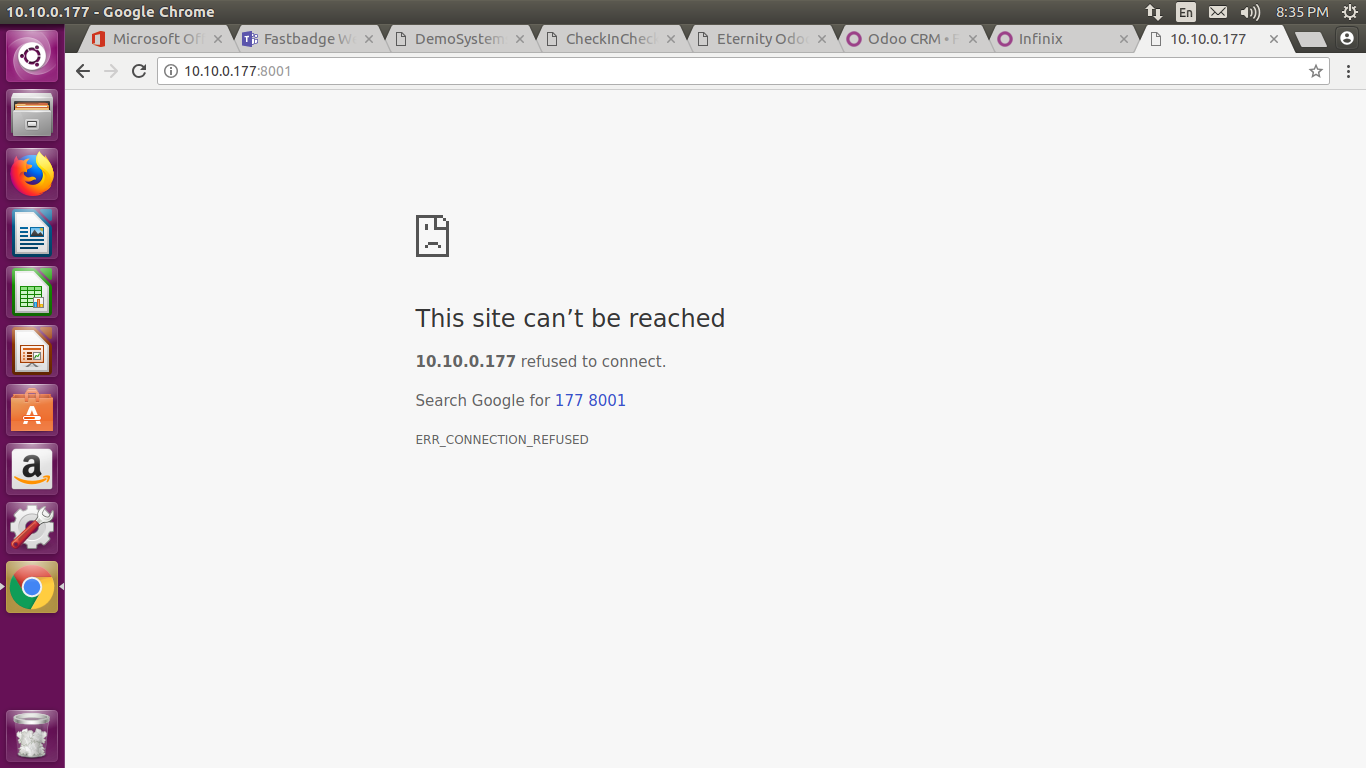 10.10.0.177 - Google Chrome
En
8:35 PM
Microsoft Off
Fastbadge W
DemoSystem
CheckInCheck
Eternity Odoo
Odoo CRM • F
Infinix
10.10.0.177
10.10.0.177:8001
This site can’t be reached
10.10.0.177 refused to connect.
Search Google for 177 8001
ERR_CONNECTION_REFUSED